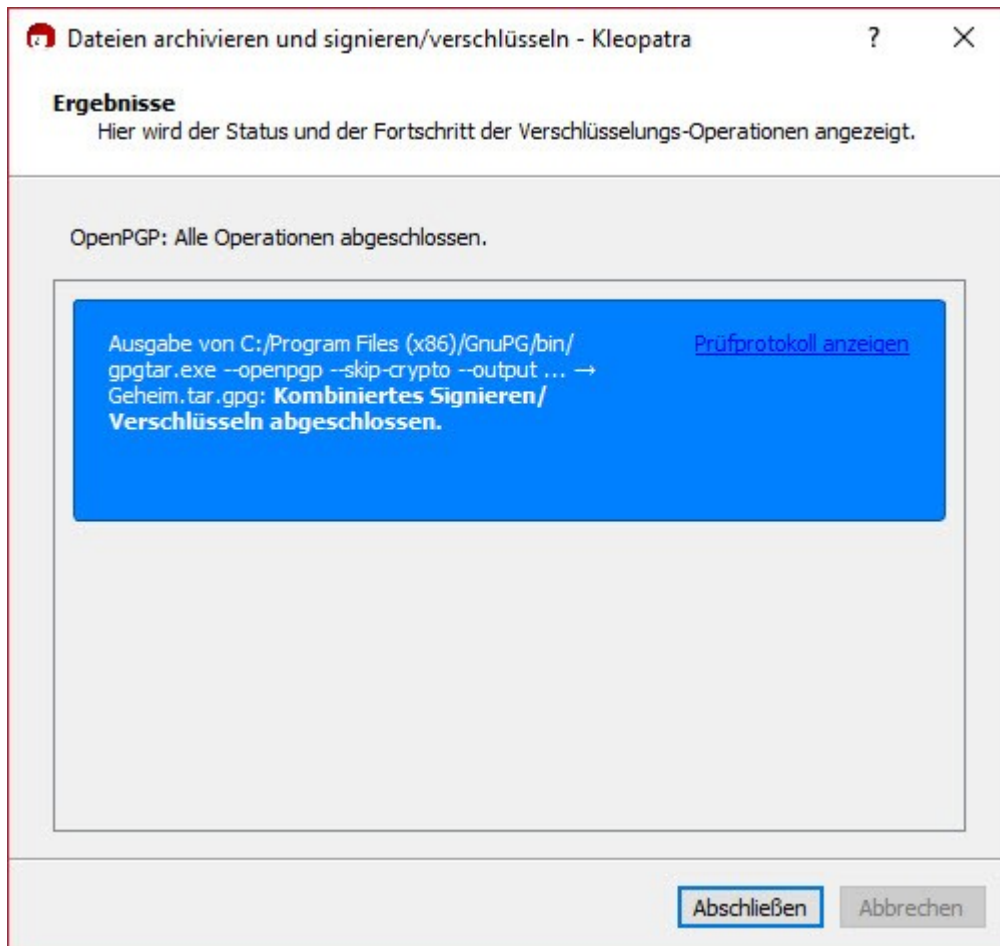 Dateien archivieren und signieren/verschlüsseln - Kleopatra ?
Ergebnisse
Hier wird der Status und der Fortschritt der Verschlüsselungs-Operationen angezeigt.
OpenPGP: Alle Operationen abgeschlossen.
Ausgabe von C:/Program Files (x86)/GnuPG/bin/ Prüfprotokoll anzeigen
gpgtar.exe --openpgp --skip-crypto --output ... →
Geheim.tar.gpg: Kombiniertes Signieren/
Verschlüsseln abgeschlossen.
Abschließen Abbrechen